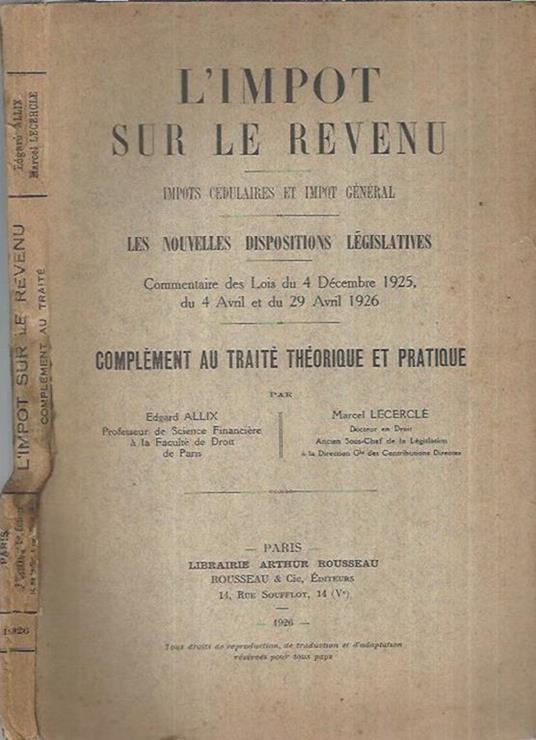 L'IMPOT
SUR LE REVENU
IMPOTS CÉDULAIRES ET IMPOT GÉNÉRAL
LES NOUVELLES DISPOSITIONS LÉGISLATIVES
Commentaire des Lois du 4 Décembre 1925,
du 4 Avril et du 29 Avril 1926
COMPLÉMENT AU TRAITÉ THÉORIQUE ET PRATIQUE
PAR
Edgard ALLIX
Professeur de Science Financière
à la Faculté de Droit
de Paris
Marcel LECERCLÉ
Docteur en Droit
Ancien Sous-Chef de la Législation
à la Direction Gle des Contributions Directes
— PARIS —
LIBRAIRIE ARTHUR ROUSSEAU
ROUSSEAU & Cie, ÉDITEURS
14, RUE SOUFFLOT, 14 (Ve)
— 1926 —
Tous droits de reproduction, de traduction et d'adaptation
réservés pour tous pays
Edgard ALLIX
Marcel LECERCLE
L'IMPOT SUR LE REVENU
COMPLÉMENT AU TRAITÉ
PARIS
1926